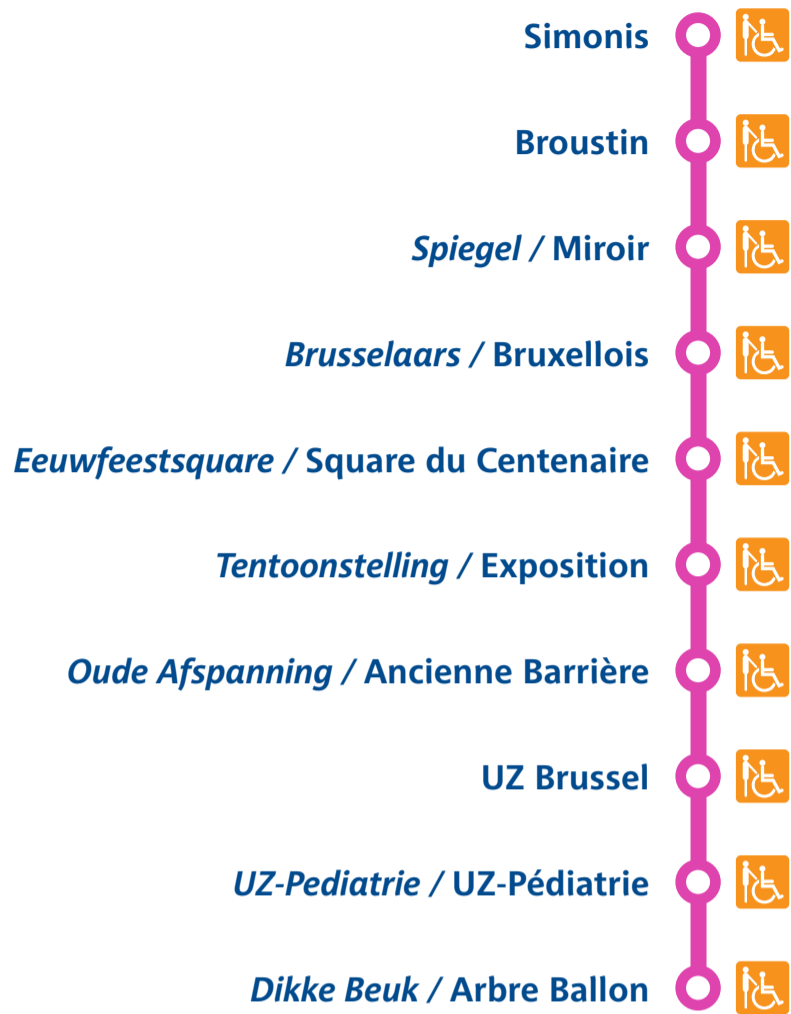 Simonis
Broustin
Spiegel / Miroir
Brusselaars / Bruxellois
Eeuwfeestsquare / Square du Centenaire
Tentoonstelling / Exposition
Oude Afspanning / Ancienne Barrière
UZ Brussel
UZ-Pediatrie / UZ-Pédiatrie
Dikke Beuk / Arbre Ballon